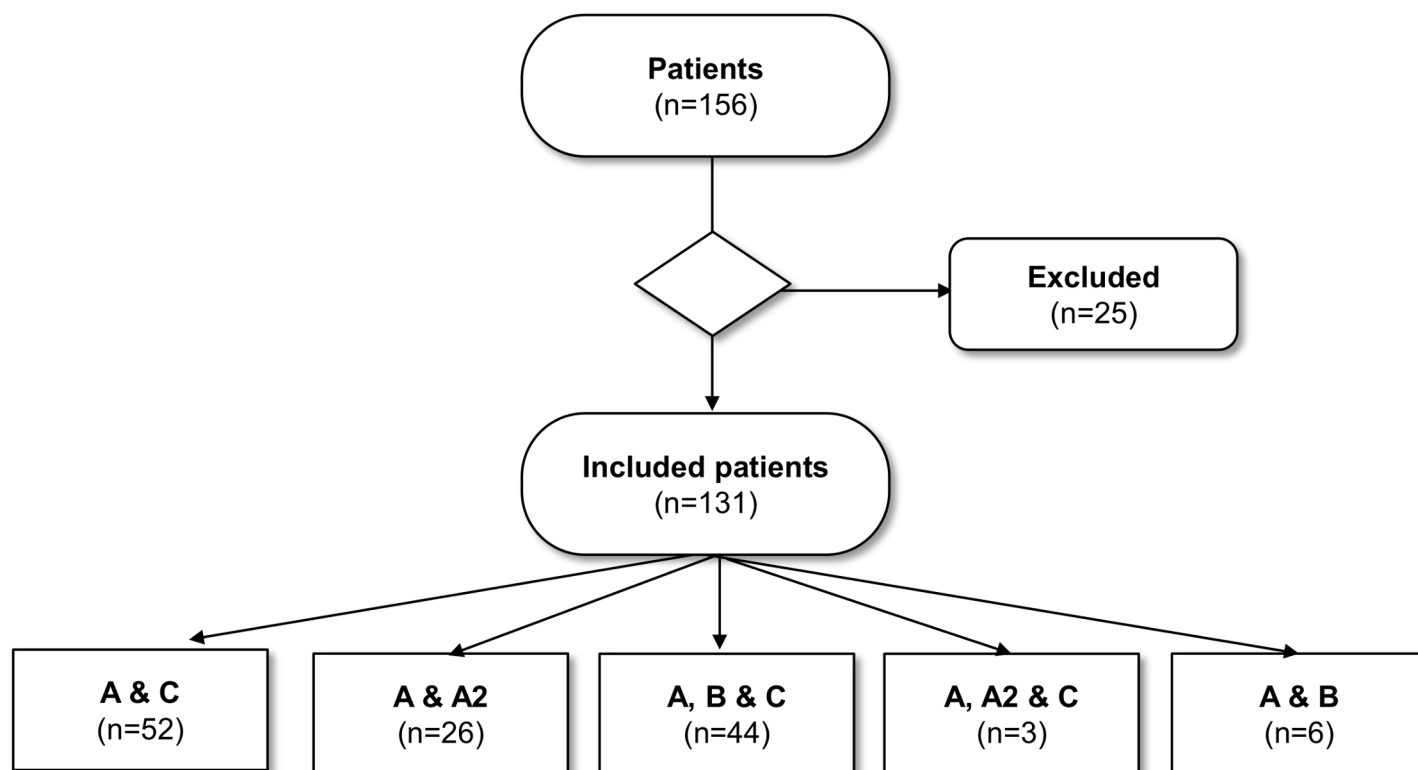 Patients
(n=156)
Excluded
(n=25)
Included patients
(n=131)
A & C
(n=52)
A & A2
(n=26)
A, B & C
(n=44)
A, A2 & C
(n=3)
A & B
(n=6)